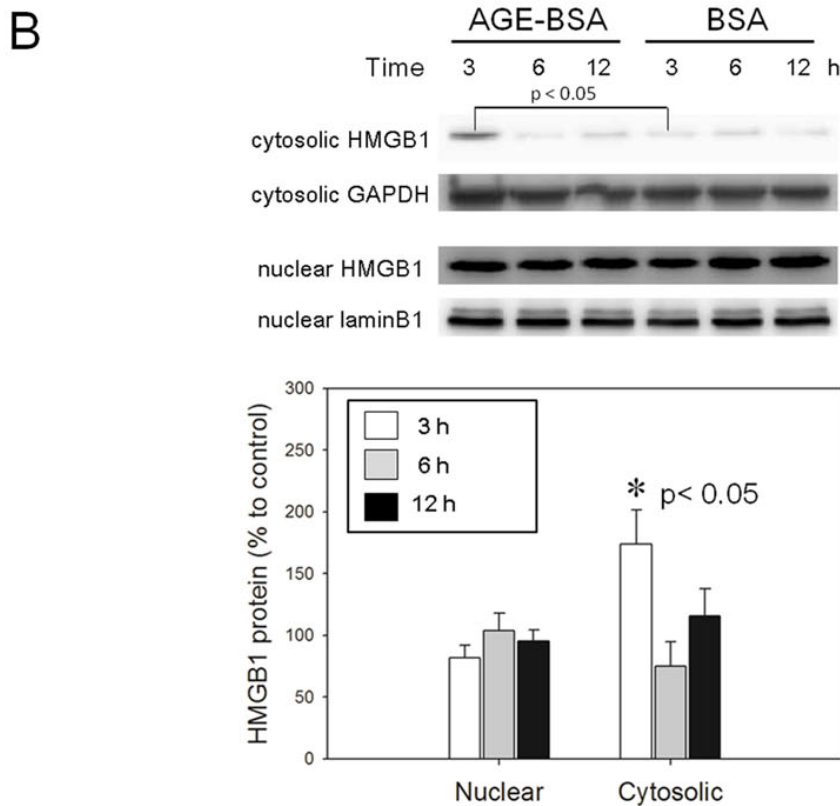 B
AGE-BSA BSA
Time 3 6 12 3 6 12 h
p < 0.05
cytosolic HMGB1
cytosolic GAPDH
nuclear HMGB1
nuclear laminB1
300
250
200
150
100
50
0
HMGB1 protein (% to control)
3 h
6 h
12 h
* p< 0.05
Nuclear Cytosolic